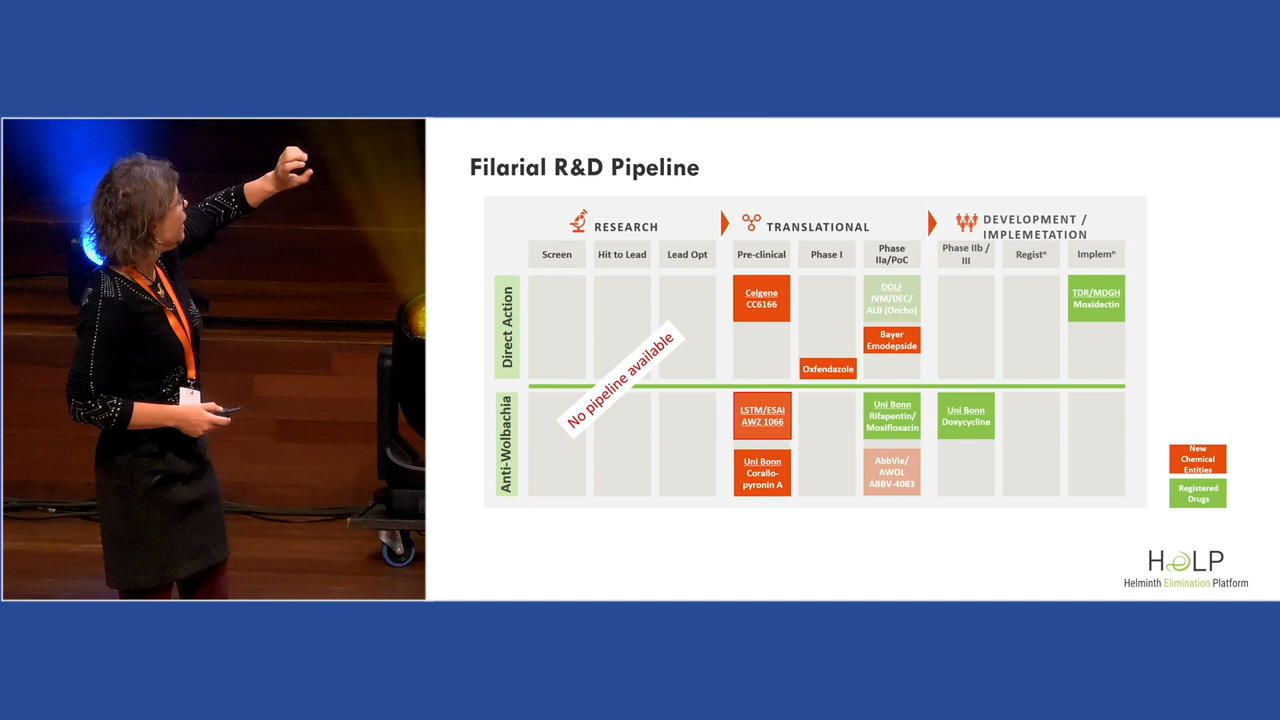 Filarial R&D Pipeline
RESEARCH
TRANSLATIONAL
DEVELOPMENT /
IMPLEMETATION
Screen
Hit to Lead
Lead Opt
Pre-clinical
Phase I
Phase
IIa/PoC
Phase IIb /
III
Registⁿ
Implemⁿ
Direct Action
Celgene
CC6166
DOLF
IVM/DEC/
ALB (Oncho)
Bayer
Emodepside
Oxfendazole
TDR/MDGH
Moxidectin
No pipeline available
Anti-Wolbachia
LSTM/ESAI
AWZ 1066
Uni Bonn
Corallo-
pyronin A
Uni Bonn
Rifapentin/
Moxifloxacin
AbbVie/
AWOL
ABBV-4083
Uni Bonn
Doxycycline
New
Chemical
Entities
Registered
Drugs
HeLP
Helminth Elimination Platform